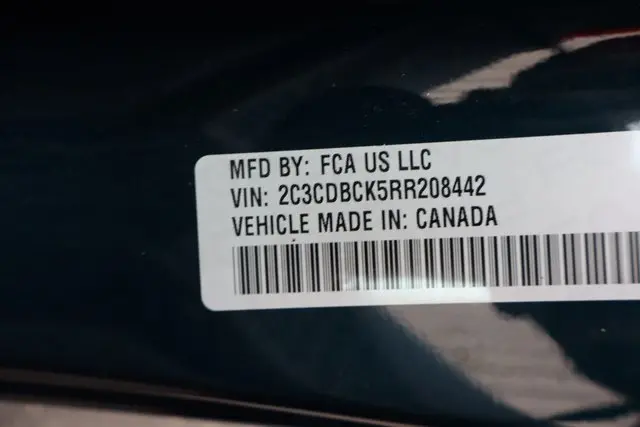 MFD BY: FCA US LLC
VIN: 2C3CDBCK5RR208442
VEHICLE MADE IN: CANADA